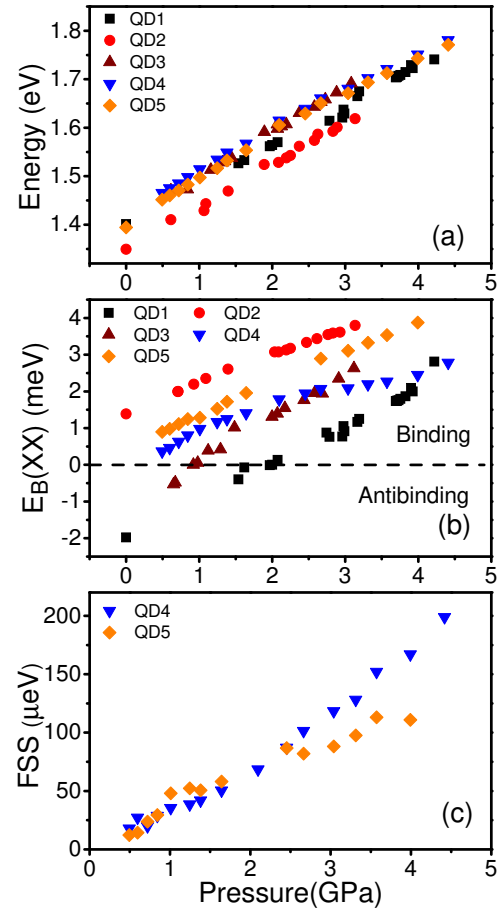 1.8
1.7
1.6
1.5
1.4
Energy (eV)
QD1
QD2
QD3
QD4
QD5
(a)
0 1 2 3 4 5
4
3
2
1
0
-1
-2
E_B(XX) (meV)
QD1 QD2
QD3 QD4
QD5
Binding
Antibinding
(b)
0 1 2 3 4 5
200
150
100
50
0
FSS (μeV)
QD4
QD5
(c)
0 1 2 3 4 5
Pressure(GPa)